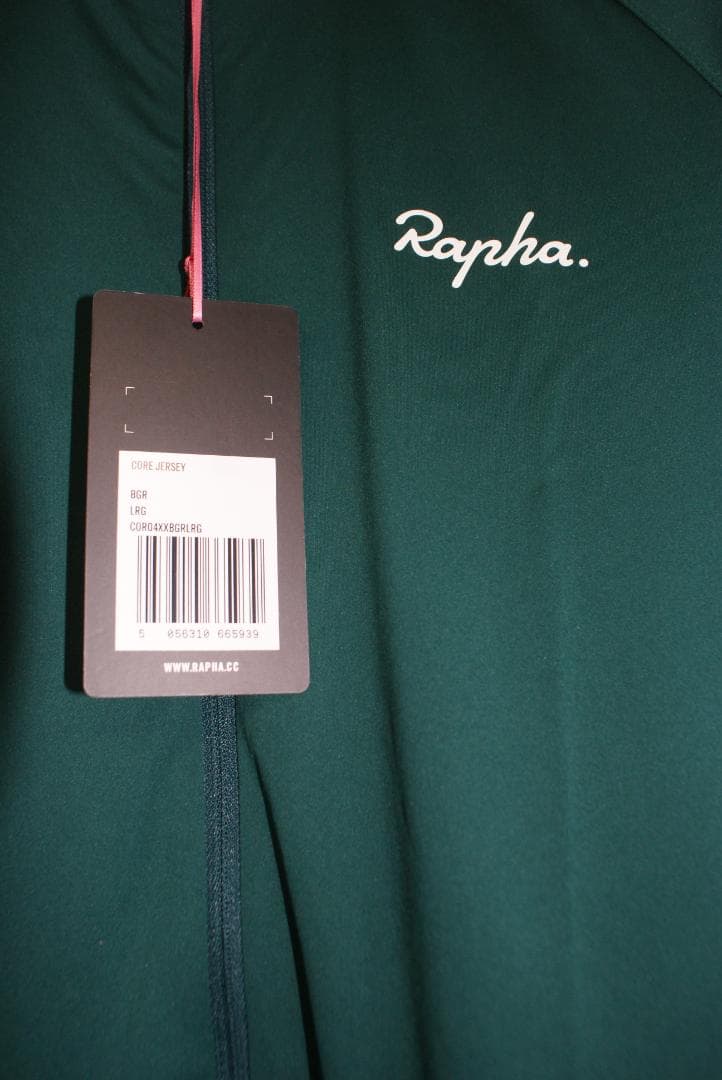 Rapha.
CORE JERSEY
BGR
LRG
COR04XXBGRLRG
5 056310 665939
WWW.RAPHA.CC